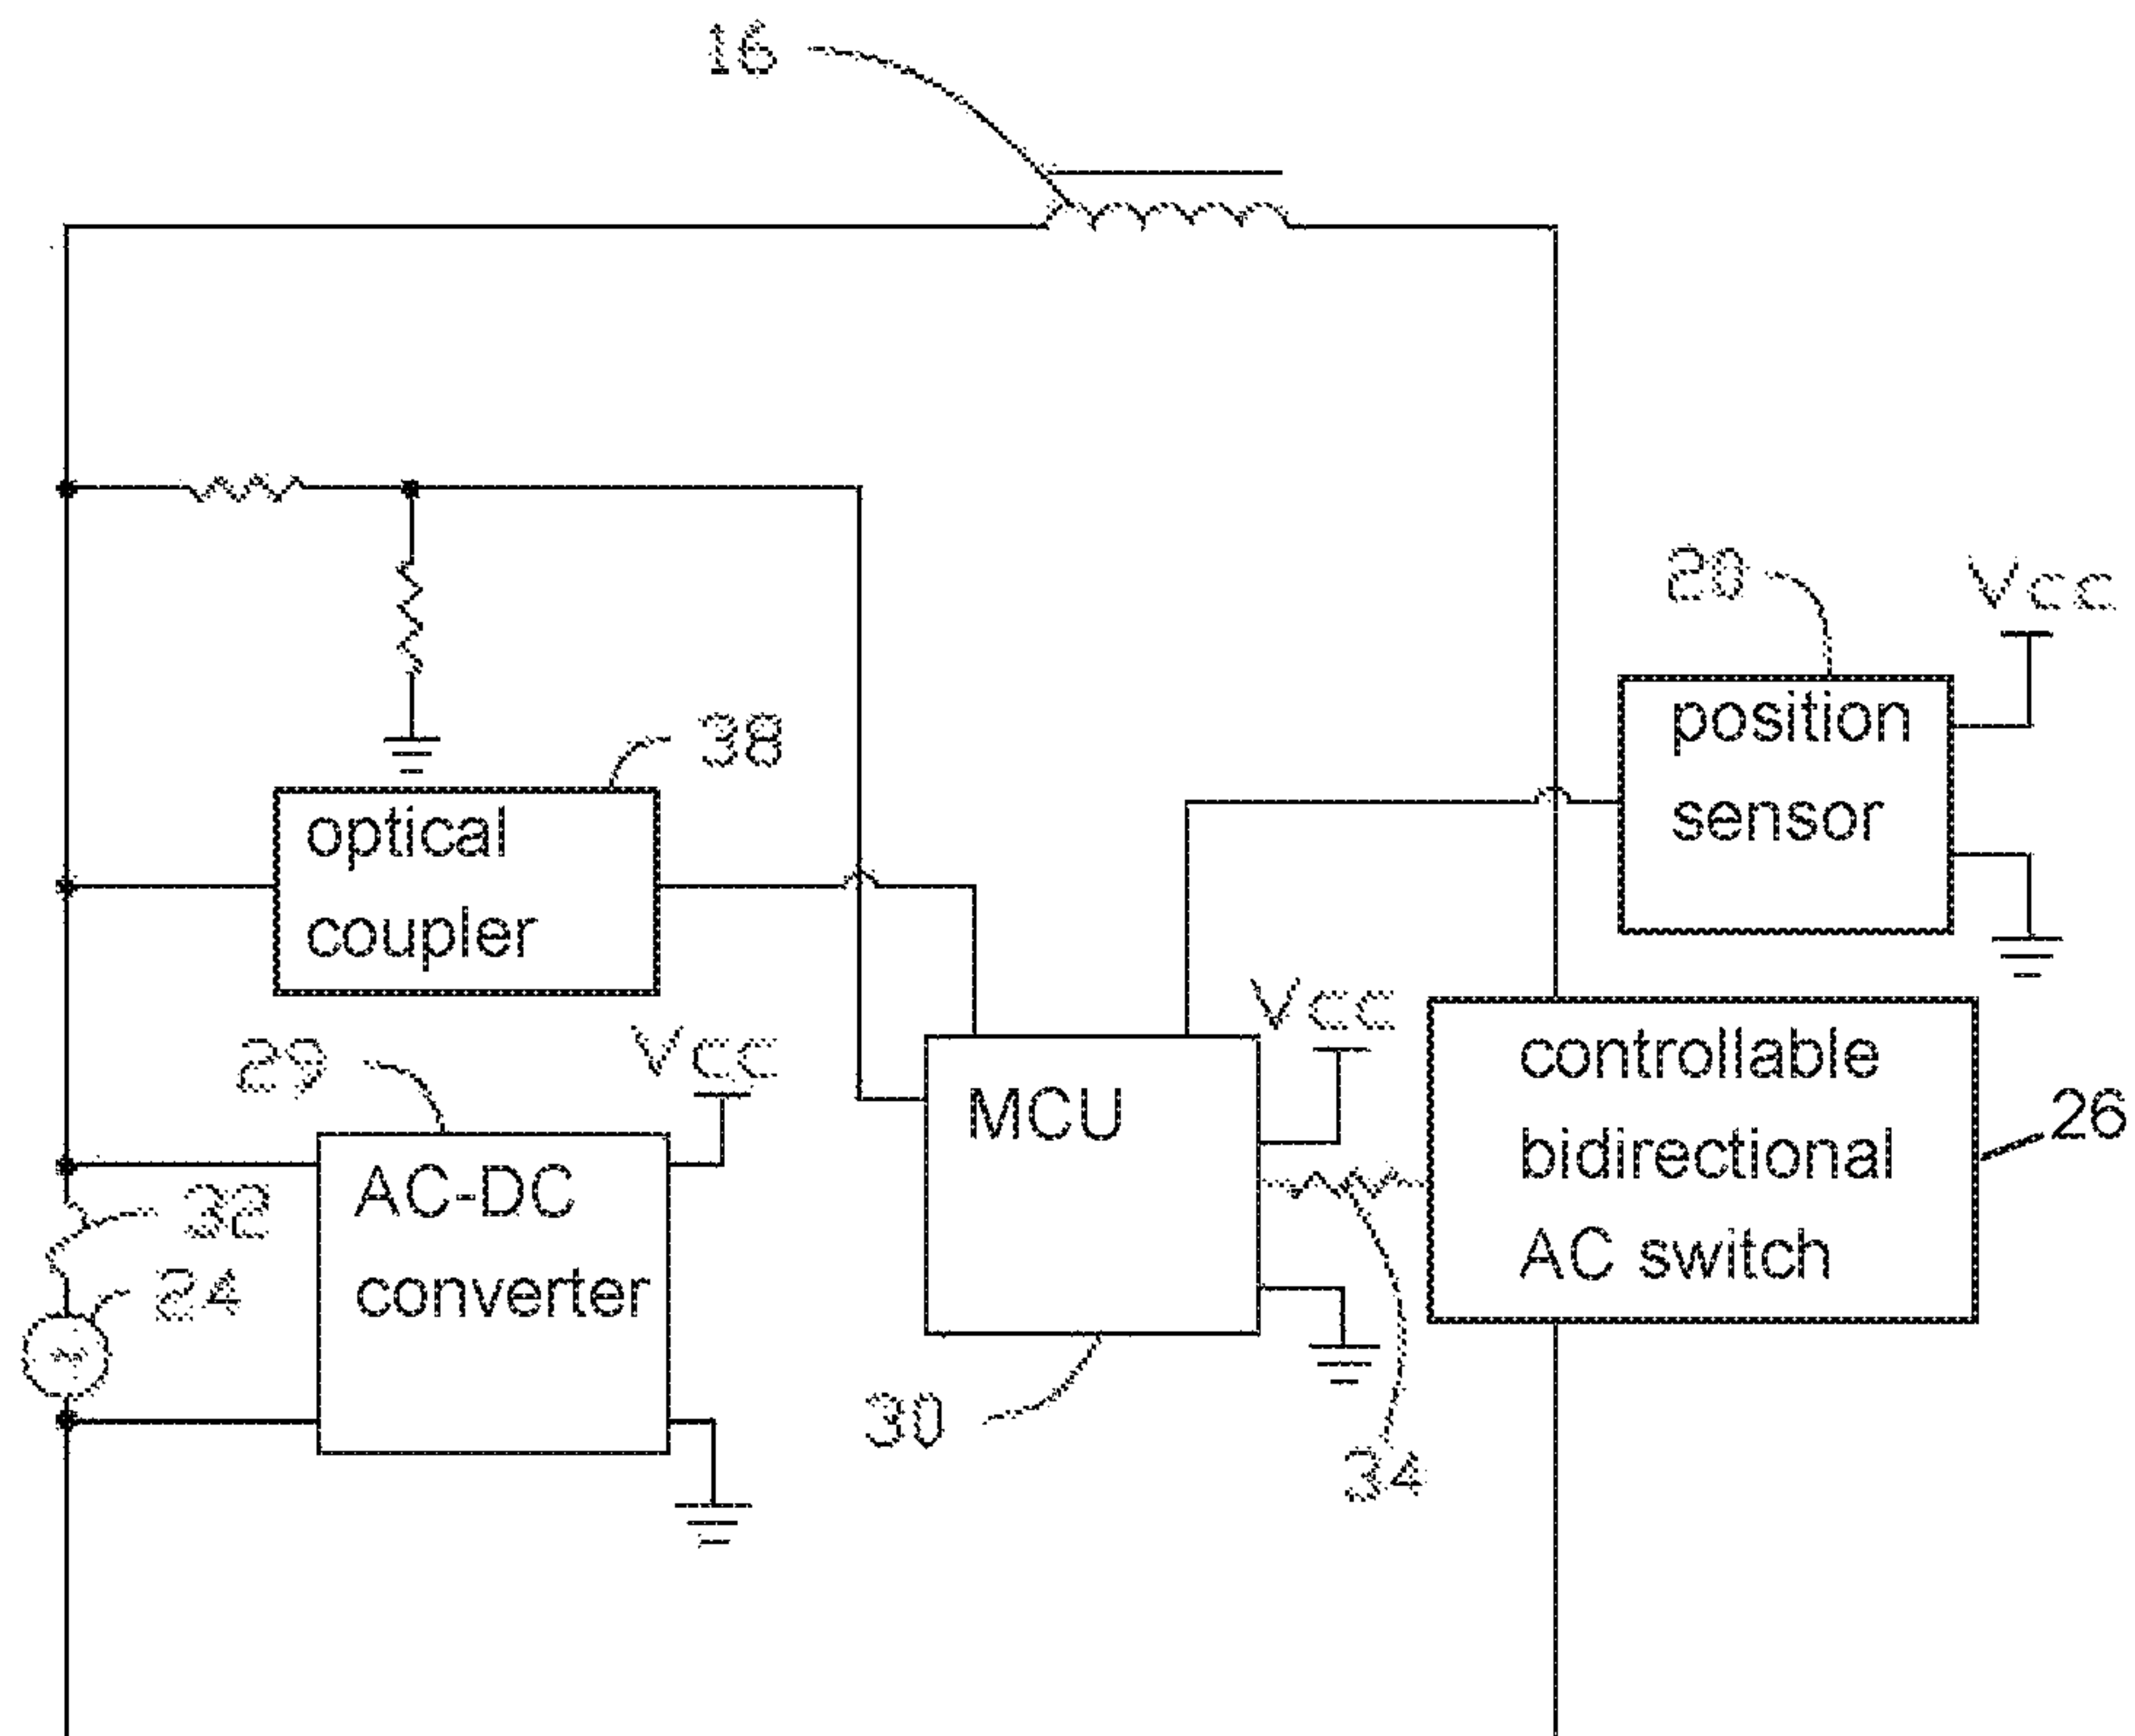 16
20
Vcc
position
sensor
38
optical
coupler
Vcc
29
Vcc
MCU
controllable
bidirectional
AC switch
26
AC-DC
converter
32
24
30
34